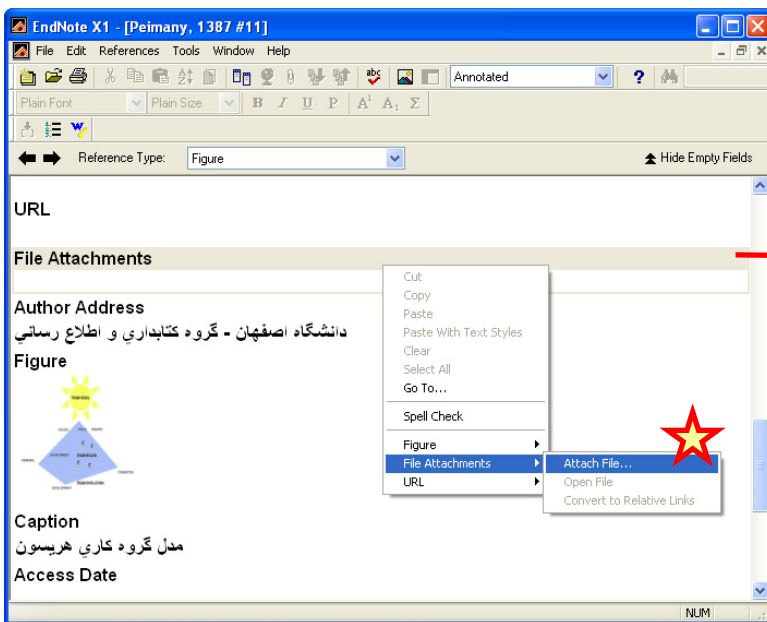 EndNote X1 - [Peimany, 1387 #11]
File Edit References Tools Window Help
Annotated
Plain Font Plain Size B I U P A¹ A₁ Σ
Reference Type: Figure Hide Empty Fields
URL
File Attachments
Author Address
دانشگاه اصفهان - گروه کتابداري و اطلاع رساني
Figure
Caption
مدل گروه کاري هريسون
Access Date
Cut
Copy
Paste
Paste With Text Styles
Clear
Select All
Go To...
Spell Check
Figure
File Attachments
URL
Attach File...
Open File
Convert to Relative Links
NUM